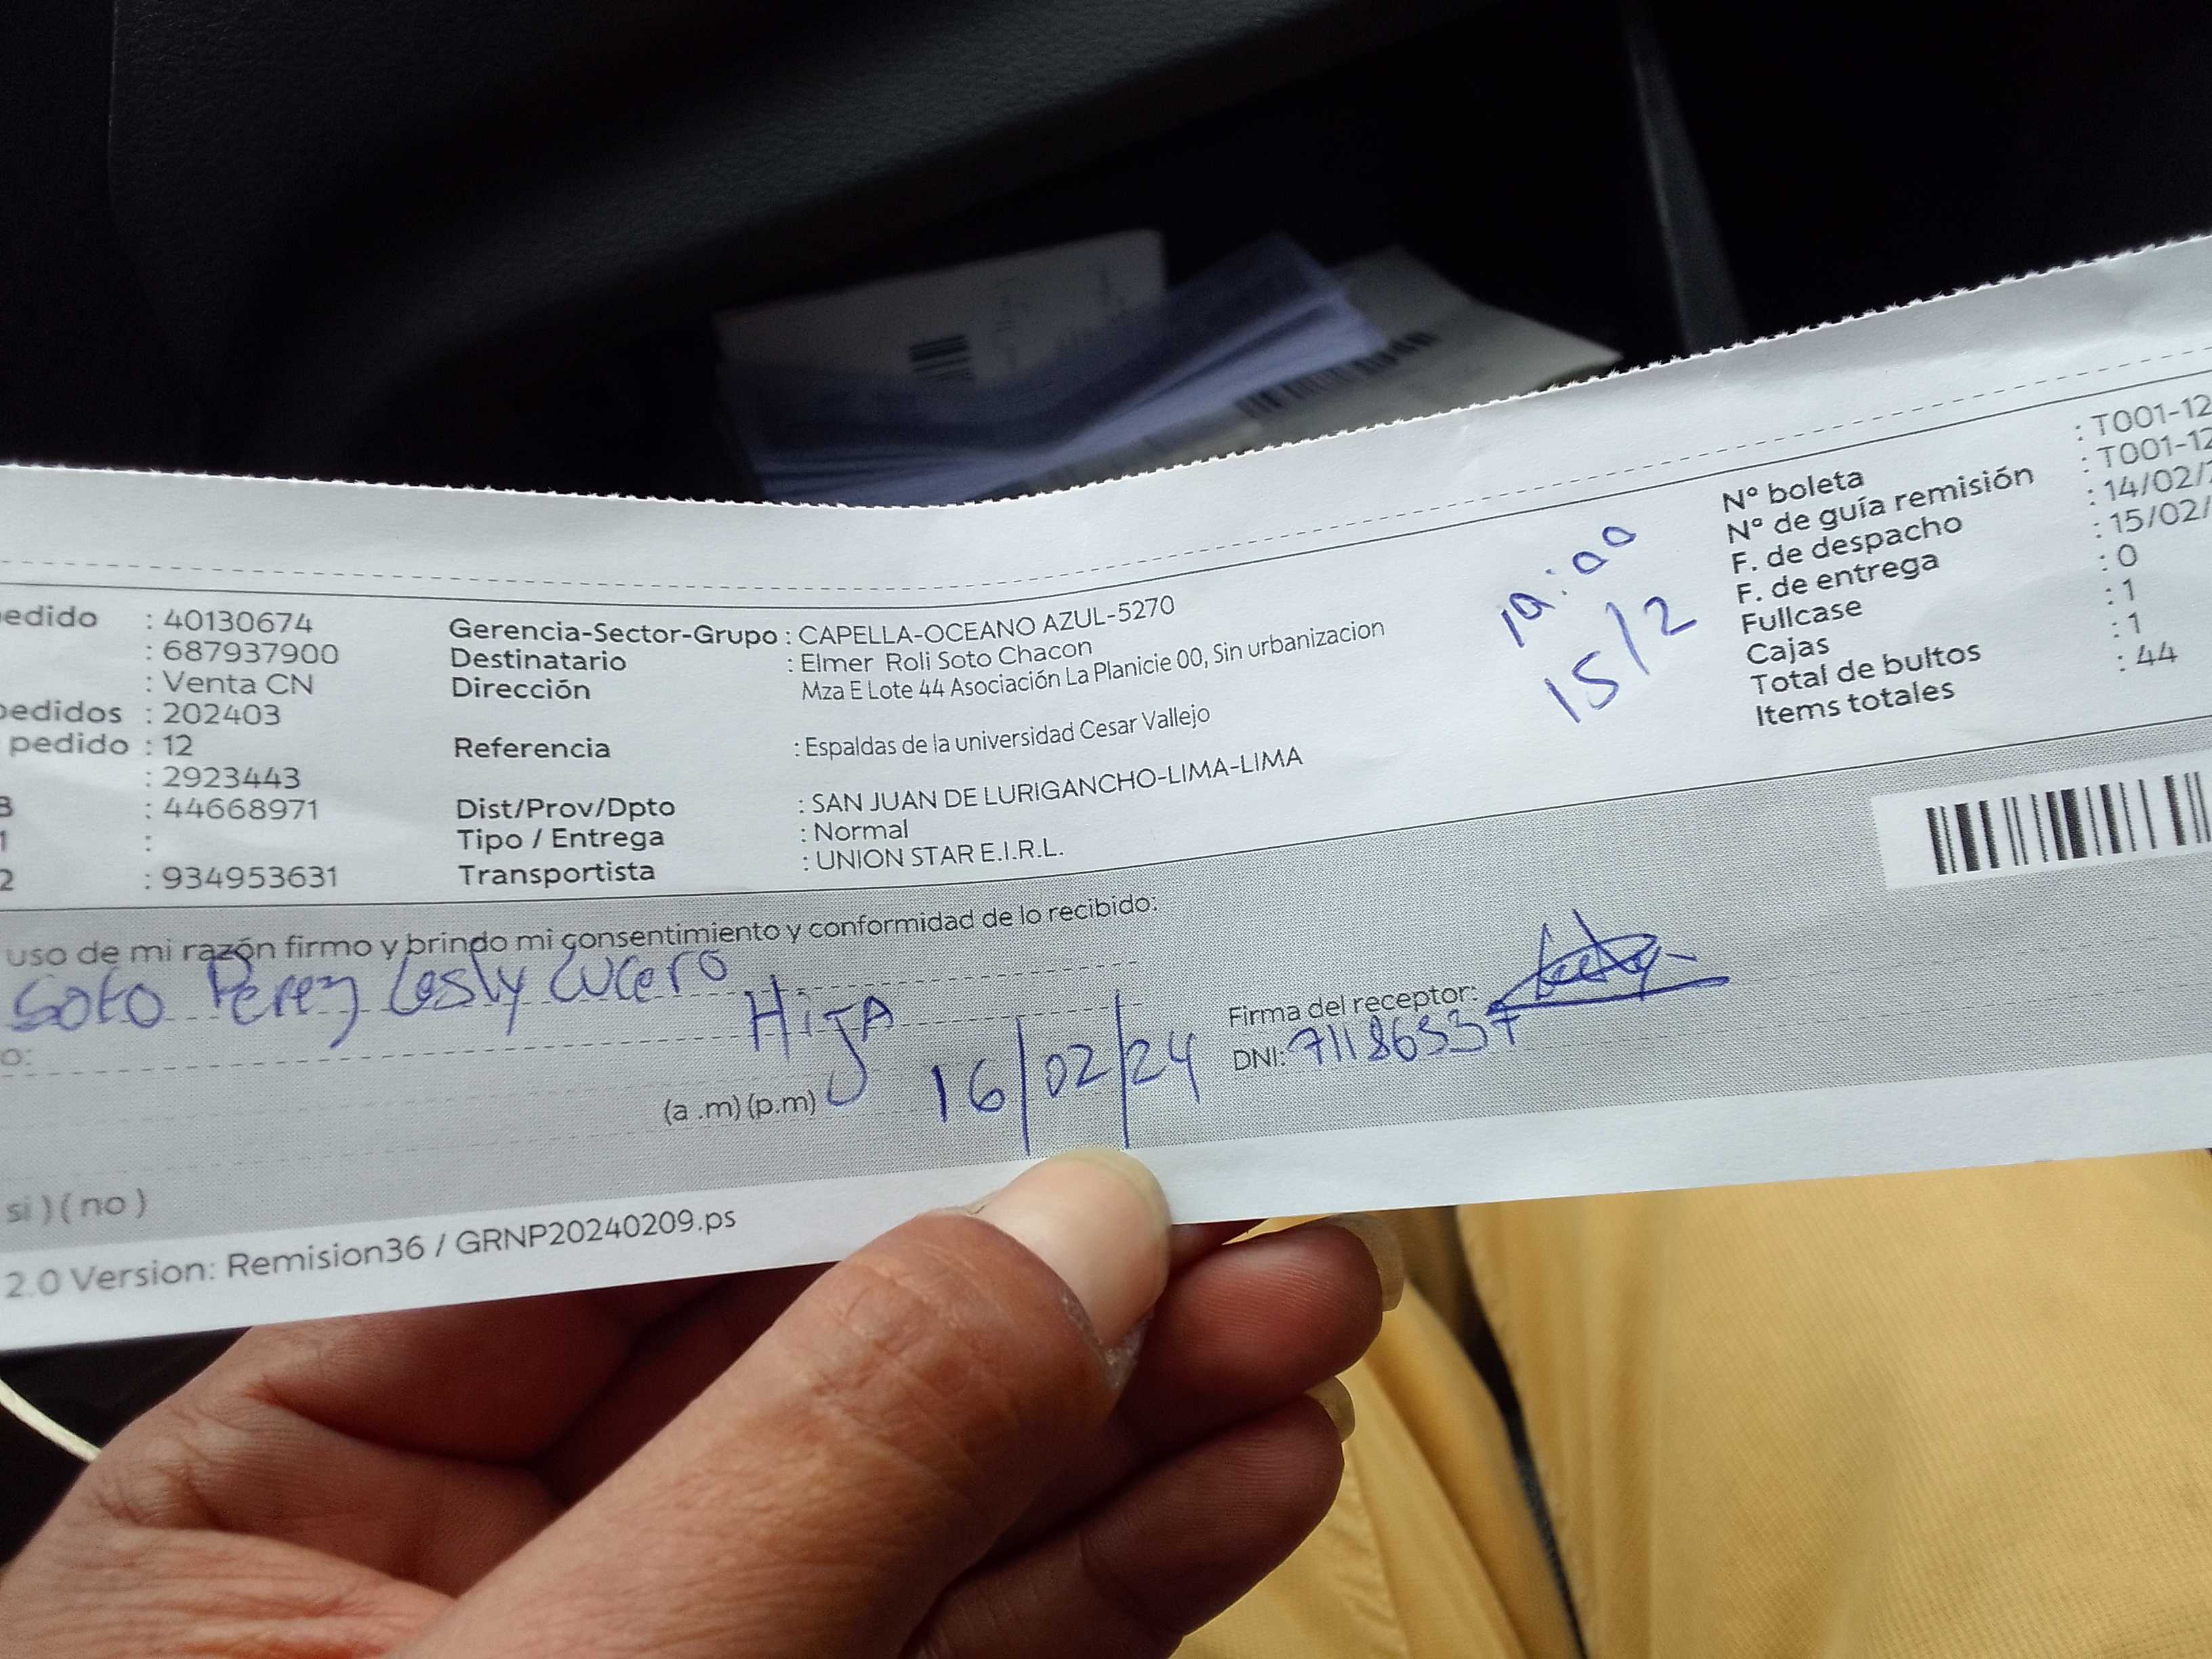 edido : 40130674
: 687937900
: Venta CN
pedidos : 202403
pedido : 12
: 2923443
: 44668971
1 :
2 : 934953631
Gerencia-Sector-Grupo : CAPELLA-OCEANO AZUL-5270
Destinatario : Elmer Roli Soto Chacon
Dirección Mza E Lote 44 Asociación La Planicie 00, Sin urbanizacion
Referencia : Espaldas de la universidad Cesar Vallejo
Dist/Prov/Dpto : SAN JUAN DE LURIGANCHO-LIMA-LIMA
Tipo / Entrega : Normal
Transportista : UNION STAR E.I.R.L.
15/2
N° boleta : T001-12
N° de guía remisión : T001-12
F. de despacho : 14/02/
F. de entrega : 15/02/
Fullcase : 0
Cajas : 1
Total de bultos : 1
Items totales : 44
uso de mi razón firmo y brindo mi consentimiento y conformidad de lo recibido:
Soto Perez Lesly Lucero
HiJA
o:
(a .m) (p.m) 16/02/24
Firma del receptor:
DNI: 71186537
si ) ( no )
2.0 Version: Remision36 / GRNP20240209.ps